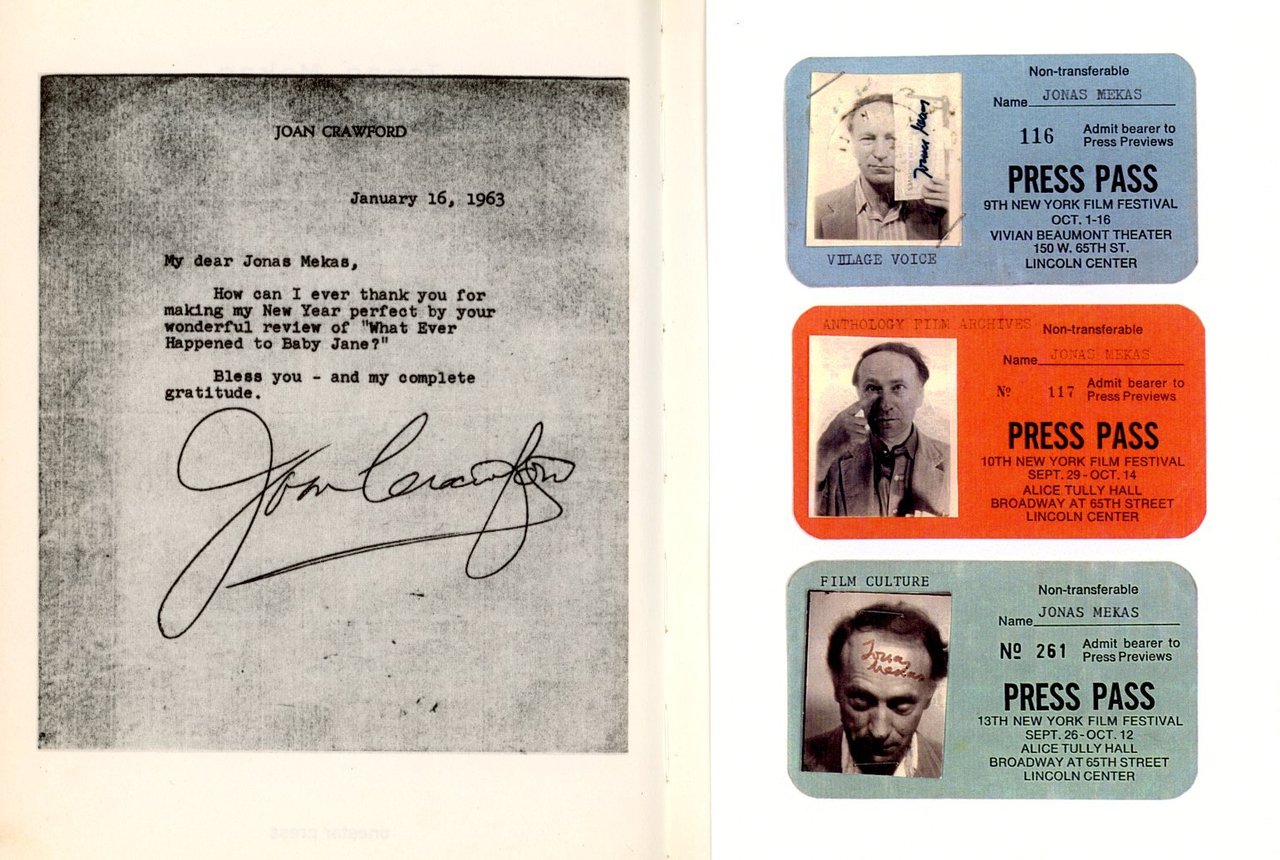 JOAN CRAWFORD
January 16, 1963
My dear Jonas Mekas,
How can I ever thank you for
making my New Year perfect by your
wonderful review of "What Ever
Happened to Baby Jane?"
Bless you - and my complete
gratitude.
Joan Crawford
Non-transferable
Name JONAS MEKAS
116
Admit bearer to
Press Previews
PRESS PASS
9TH NEW YORK FILM FESTIVAL
OCT. 1-16
VIVIAN BEAUMONT THEATER
150 W. 65TH ST.
LINCOLN CENTER
Jonas Mekas
VILLAGE VOICE
ANTHOLOGY FILM ARCHIVES
Non-transferable
Name JONAS MEKAS
Nº 117
Admit bearer to
Press Previews
PRESS PASS
10TH NEW YORK FILM FESTIVAL
SEPT. 29-OCT. 14
ALICE TULLY HALL
BROADWAY AT 65TH STREET
LINCOLN CENTER
FILM CULTURE
Jonas
Mekas
Non-transferable
Name JONAS MEKAS
Nº 261
Admit bearer to
Press Previews
PRESS PASS
13TH NEW YORK FILM FESTIVAL
SEPT. 26-OCT. 12
ALICE TULLY HALL
BROADWAY AT 65TH STREET
LINCOLN CENTER
onestar press